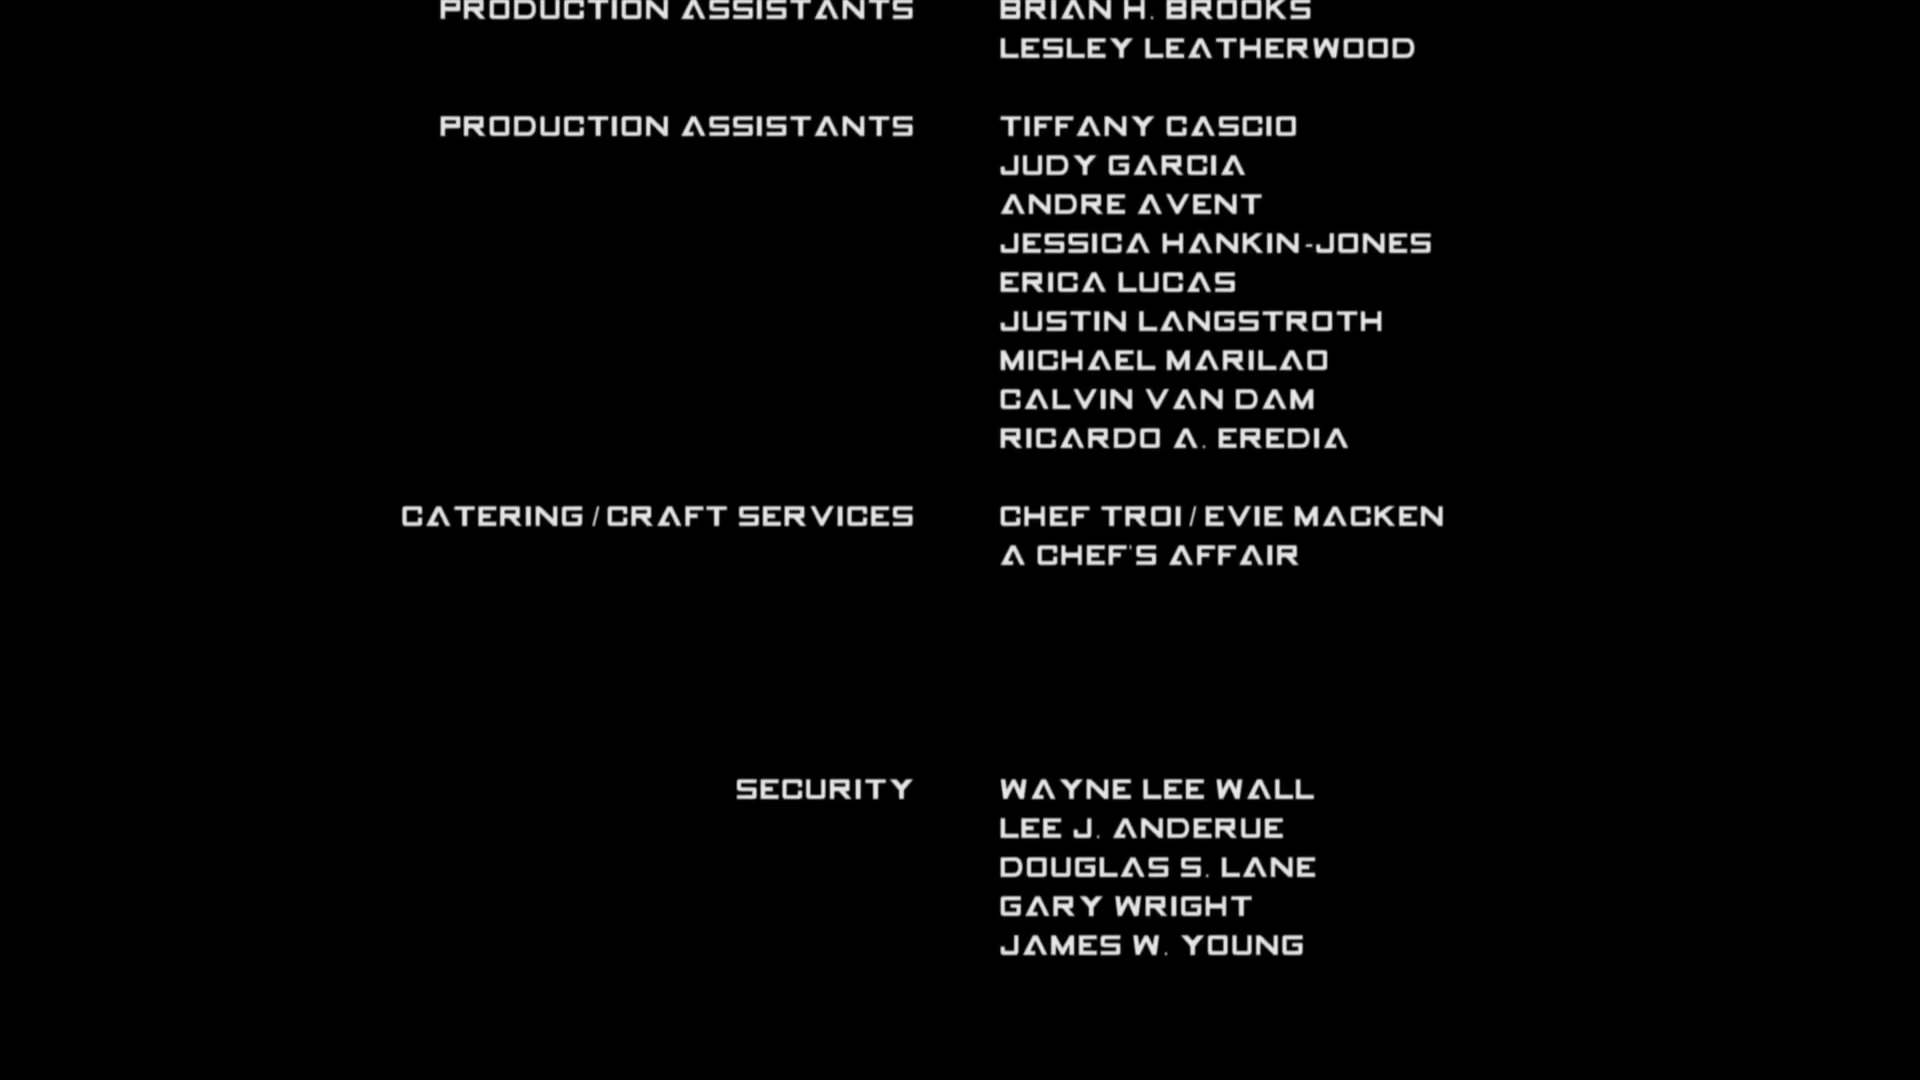 PRODUCTION ASSISTANTS BRIAN H. BROOKS
LESLEY LEATHERWOOD
PRODUCTION ASSISTANTS TIFFANY CASCIO
JUDY GARCIA
ANDRE AVENT
JESSICA HANKIN-JONES
ERICA LUCAS
JUSTIN LANGSTROTH
MICHAEL MARILAO
CALVIN VAN DAM
RICARDO A. EREDIA
CATERING/CRAFT SERVICES CHEF TROI/EVIE MACKEN
A CHEF'S AFFAIR
SECURITY WAYNE LEE WALL
LEE J. ANDERUE
DOUGLAS S. LANE
GARY WRIGHT
JAMES W. YOUNG